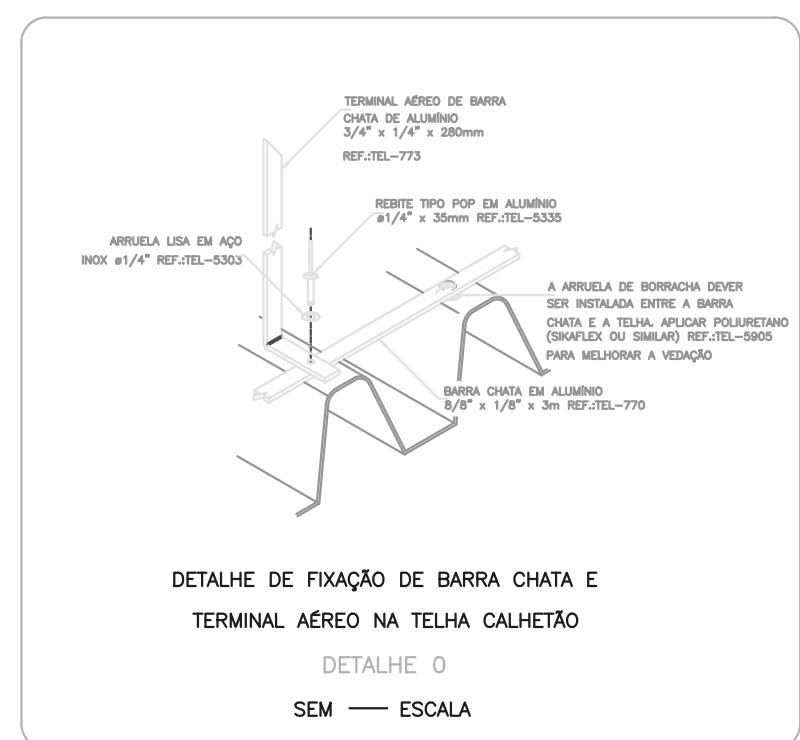 TERMINAL AÉREO DE BARRA
CHATA DE ALUMÍNIO
3/4" x 1/4" x 280mm
REF.:TEL-773
REBITE TIPO POP EM ALUMÍNIO
ø1/4" x 35mm REF.:TEL-5335
ARRUELA LISA EM AÇO
INOX ø1/4" REF.:TEL-5303
A ARRUELA DE BORRACHA DEVER
SER INSTALADA ENTRE A BARRA
CHATA E A TELHA. APLICAR POLIURETANO
(SIKAFLEX OU SIMILAR) REF.:TEL-5905
PARA MELHORAR A VEDAÇÃO
BARRA CHATA EM ALUMÍNIO
8/8" x 1/8" x 3m REF.:TEL-770
DETALHE DE FIXAÇÃO DE BARRA CHATA E
TERMINAL AÉREO NA TELHA CALHETÃO
DETALHE 0
SEM — ESCALA